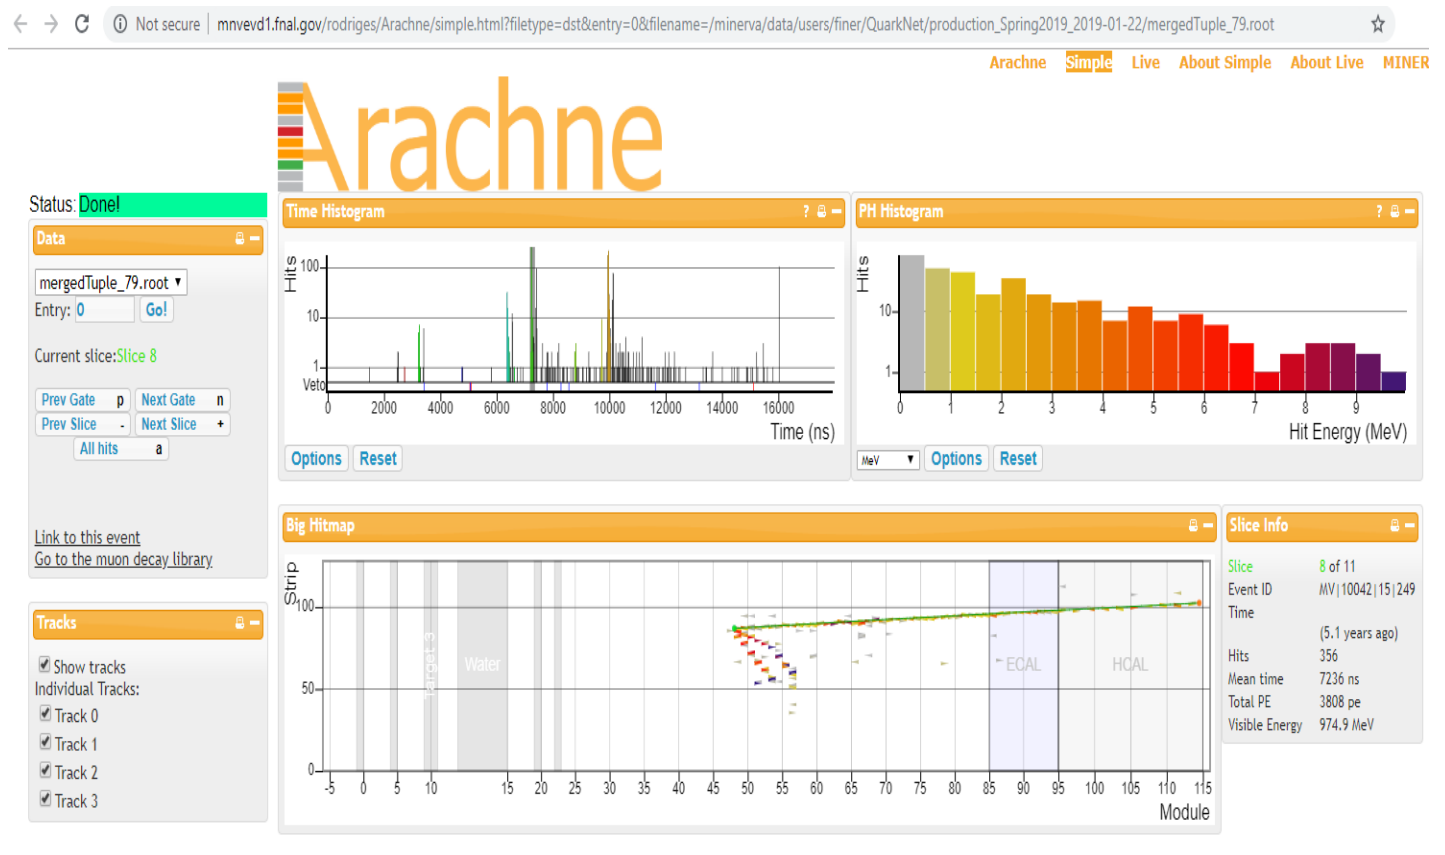 Not secure | mnvevd1.fnal.gov/rodriges/Arachne/simple.html?filetype=dst&entry=0&filename=/minerva/data/users/finer/QuarkNet/production_Spring2019_2019-01-22/mergedTuple_79.root
Arachne Simple Live About Simple About Live MINER
Arachne
Status: Done!
Data
mergedTuple_79.root
Entry: 0 Go!
Current slice:Slice 8
Prev Gate p Next Gate n
Prev Slice - Next Slice +
All hits a
Link to this event
Go to the muon decay library
Tracks
Show tracks
Individual Tracks:
Track 0
Track 1
Track 2
Track 3
Time Histogram ?
Hits
100
10
1
Veto
0 2000 4000 6000 8000 10000 12000 14000 16000
Time (ns)
Options Reset
PH Histogram ?
Hits
10
1
0 1 2 3 4 5 6 7 8 9
Hit Energy (MeV)
MeV Options Reset
Big Hitmap
Strip
100
50
0
Target 3
Water
ECAL
HCAL
-5 0 5 10 15 20 25 30 35 40 45 50 55 60 65 70 75 80 85 90 95 100 105 110 115
Module
Slice Info
Slice 8 of 11
Event ID MV|10042|15|249
Time
(5.1 years ago)
Hits 356
Mean time 7236 ns
Total PE 3808 pe
Visible Energy 974.9 MeV